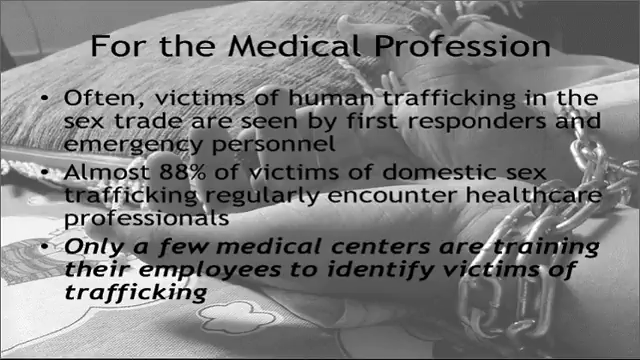 For the Medical Profession
• Often, victims of human trafficking in the
sex trade are seen by first responders and
emergency personnel
• Almost 88% of victims of domestic sex
trafficking regularly encounter healthcare
professionals
• Only a few medical centers are training
their employees to identify victims of
trafficking